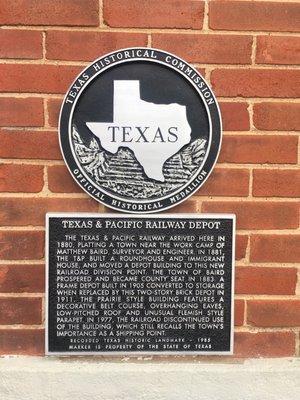 TEXAS HISTORICAL COMMISSION
TEXAS
OFFICIAL HISTORICAL MEDALLION
TEXAS & PACIFIC RAILWAY DEPOT
THE TEXAS & PACIFIC RAILWAY ARRIVED HERE IN
1880, PLATTING A TOWN NEAR THE WORK CAMP OF
MATTHEW BAIRD, SURVEYOR AND ENGINEER. IN 1881,
THE T&P BUILT A ROUNDHOUSE AND IMMIGRANT
HOUSE, AND MOVED A DEPOT BUILDING TO THIS NEW
RAILROAD DIVISION POINT. THE TOWN OF BAIRD
PROSPERED AND BECAME COUNTY SEAT IN 1883. A
FRAME DEPOT BUILT IN 1905 CONVERTED TO STORAGE
WHEN REPLACED BY THIS TWO-STORY BRICK DEPOT IN
1911. THE PRAIRIE STYLE BUILDING FEATURES A
DECORATIVE BELT COURSE, OVERHANGING EAVES,
LOW-PITCHED ROOF AND UNUSUAL FLEMISH STYLE
PARAPET. IN 1977, THE RAILROAD DISCONTINUED USE
OF THE BUILDING, WHICH STILL RECALLS THE TOWN'S
IMPORTANCE AS A SHIPPING POINT.
RECORDED TEXAS HISTORIC LANDMARK - 1985
MARKER IS PROPERTY OF THE STATE OF TEXAS